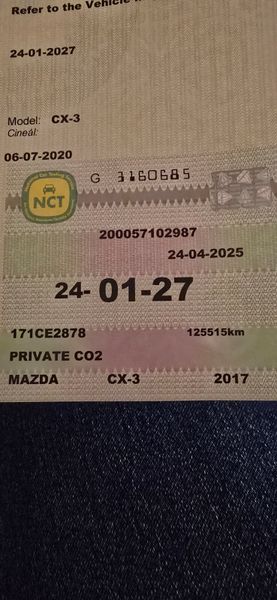 Refer to the Vehicle
24-01-2027
Model: CX-3
Cineál:
06-07-2020
G 3160685
NCT
200057102987
24-04-2025
24-01-27
171CE2878 125515km
PRIVATE CO2
MAZDA CX-3 2017